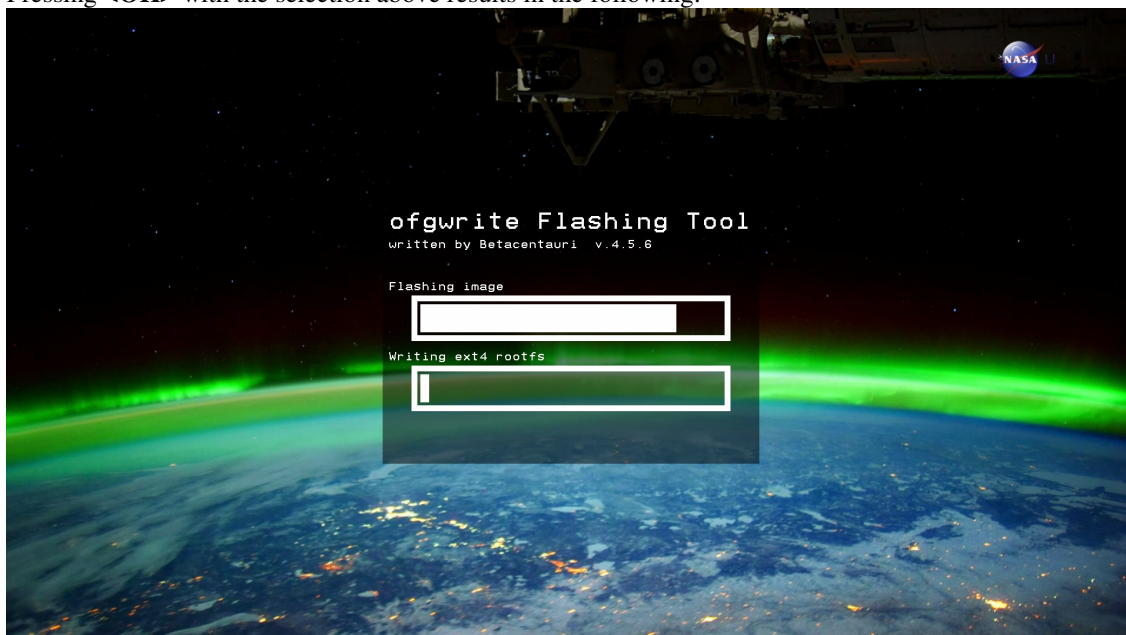 Pressing <OK> with the selection above results in the following:
NASA U
ofgwrite Flashing Tool
written by Betacentauri v.4.5.6
Flashing image
Writing ext4 rootfs